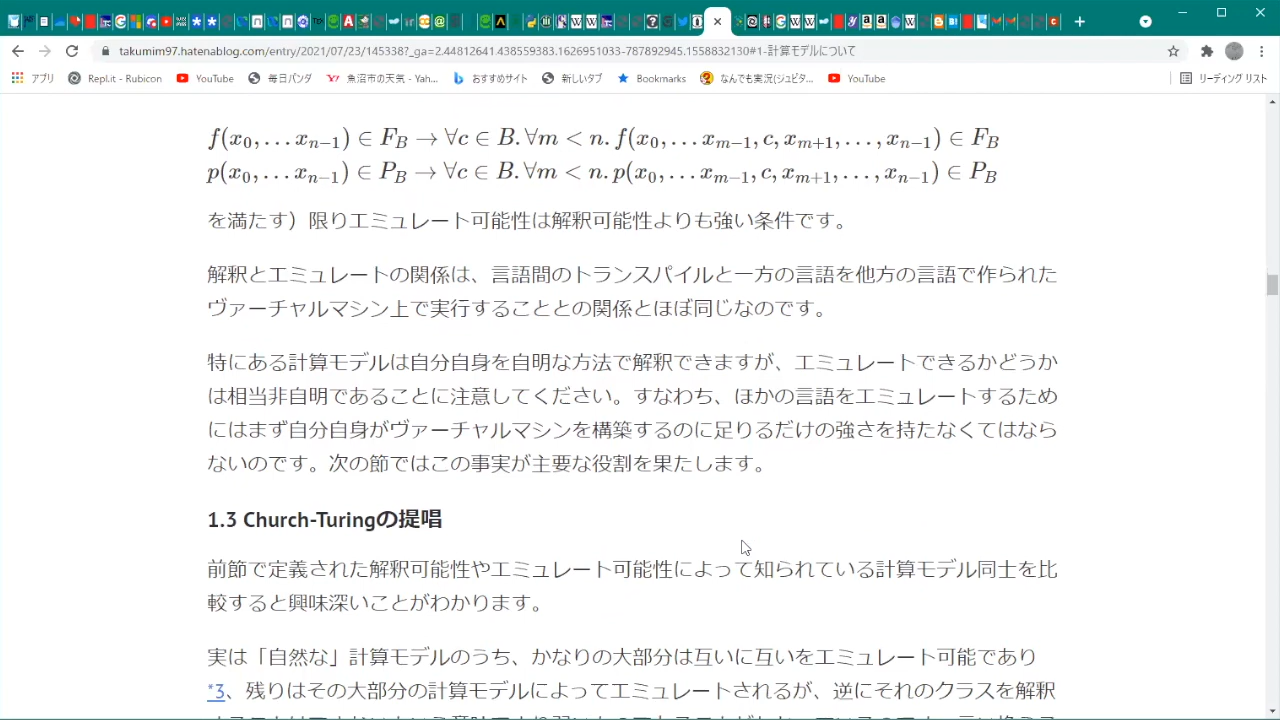 takumim97.hatenablog.com/entry/2021/07/23/145338?_ga=2.44812641.438559383.1626951033-787892945.1558832130#1-計算モデルについて
アプリ Repl.it - Rubicon YouTube 毎日パンダ 魚沼市の天気 - Yah... おすすめサイト 新しいタブ Bookmarks なんでも実況(ジュピタ... YouTube リーディング リスト
f(x₀,…xₙ₋₁) ∈ F_B → ∀c ∈ B.∀m < n.f(x₀,…xₘ₋₁,c,xₘ₊₁,…,xₙ₋₁) ∈ F_B
p(x₀,…xₙ₋₁) ∈ P_B → ∀c ∈ B.∀m < n.p(x₀,…xₘ₋₁,c,xₘ₊₁,…,xₙ₋₁) ∈ P_B
を満たす）限りエミュレート可能性は解釈可能性よりも強い条件です。
解釈とエミュレートの関係は、言語間のトランスパイルと一方の言語を他方の言語で作られた
ヴァーチャルマシン上で実行することとの関係とほぼ同じなのです。
特にある計算モデルは自分自身を自明な方法で解釈できますが、エミュレートできるかどうか
は相当非自明であることに注意してください。すなわち、ほかの言語をエミュレートするため
にはまず自分自身がヴァーチャルマシンを構築するのに足りるだけの強さを持たなくてはなら
ないのです。次の節ではこの事実が主要な役割を果たします。
1.3 Church-Turingの提唱
前節で定義された解釈可能性やエミュレート可能性によって知られている計算モデル同士を比
較すると興味深いことがわかります。
実は「自然な」計算モデルのうち、かなりの大部分は互いに互いをエミュレート可能であり
*3、残りはその大部分の計算モデルによってエミュレートされるが、逆にそれのクラスを解釈